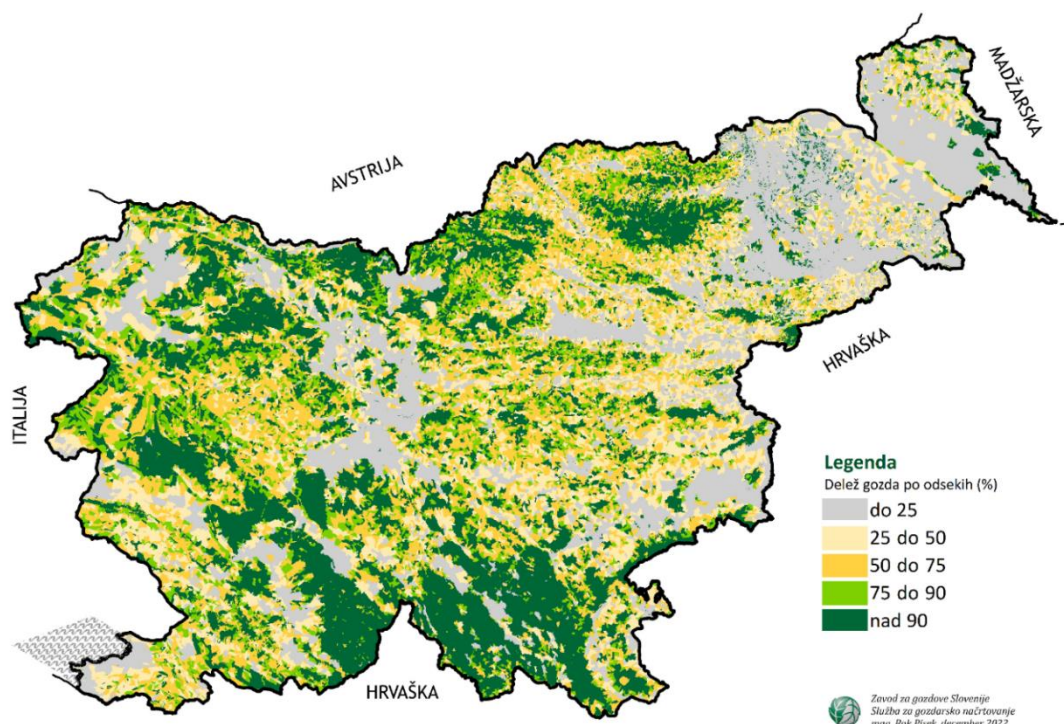 MADŽARSKA
AVSTRIJA
HRVAŠKA
ITALIJA
Legenda
Delež gozda po odsekih (%)
do 25
25 do 50
50 do 75
75 do 90
nad 90
HRVAŠKA
Zavod za gozdove Slovenije
Služba za gozdarsko načrtovanje